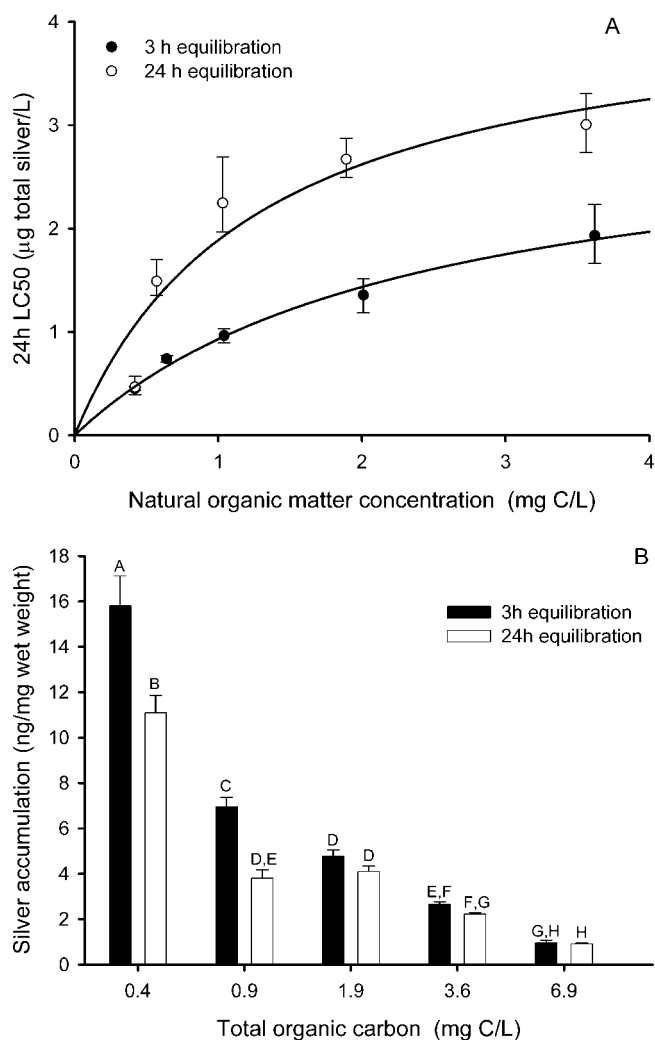 A
3 h equilibration
24 h equilibration
4
3
2
1
0
24h LC50 (µg total silver/L)
0 1 2 3 4
Natural organic matter concentration (mg C/L)
B
18
16
14
12
10
8
6
4
2
0
Silver accumulation (ng/mg wet weight)
3h equilibration
24h equilibration
A
B
C
D,E
D
D
E,F
F,G
G,H
H
0.4 0.9 1.9 3.6 6.9
Total organic carbon (mg C/L)